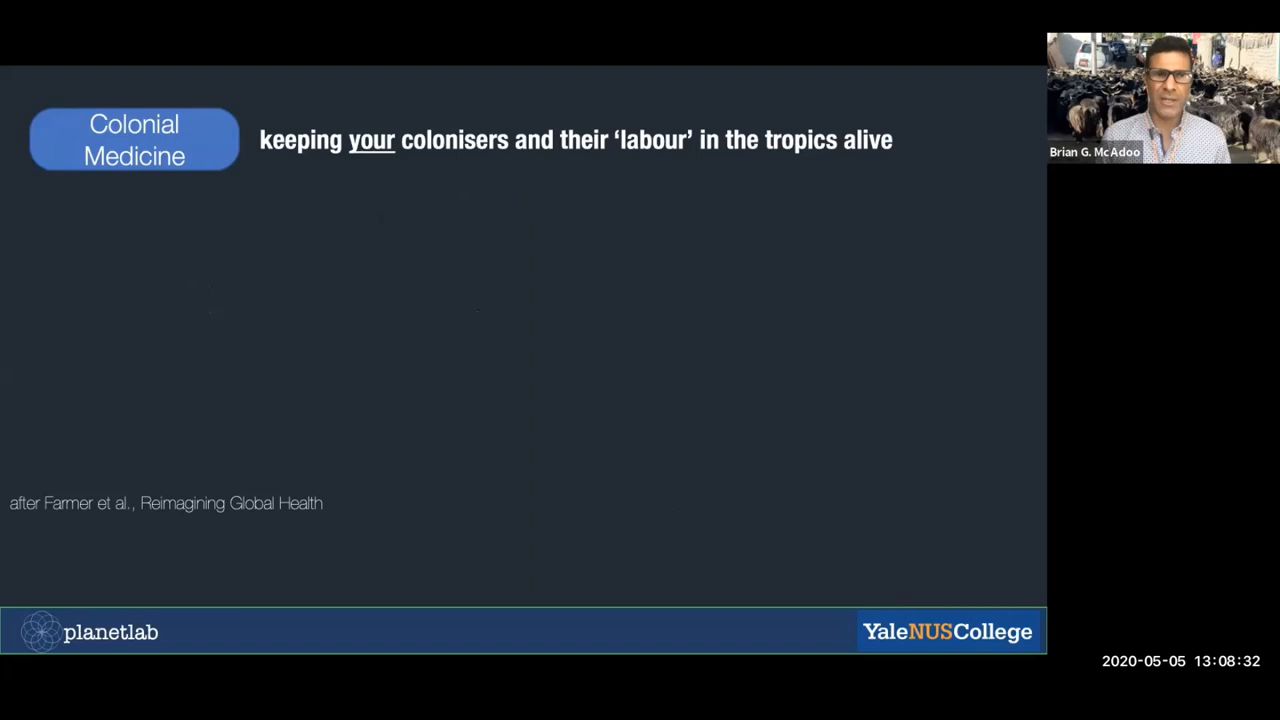 Colonial
Medicine
keeping your colonisers and their ‘labour’ in the tropics alive
Brian G. McAdoo
after Farmer et al., Reimagining Global Health
planetlab
YaleNUSCollege
2020-05-05 13:08:32